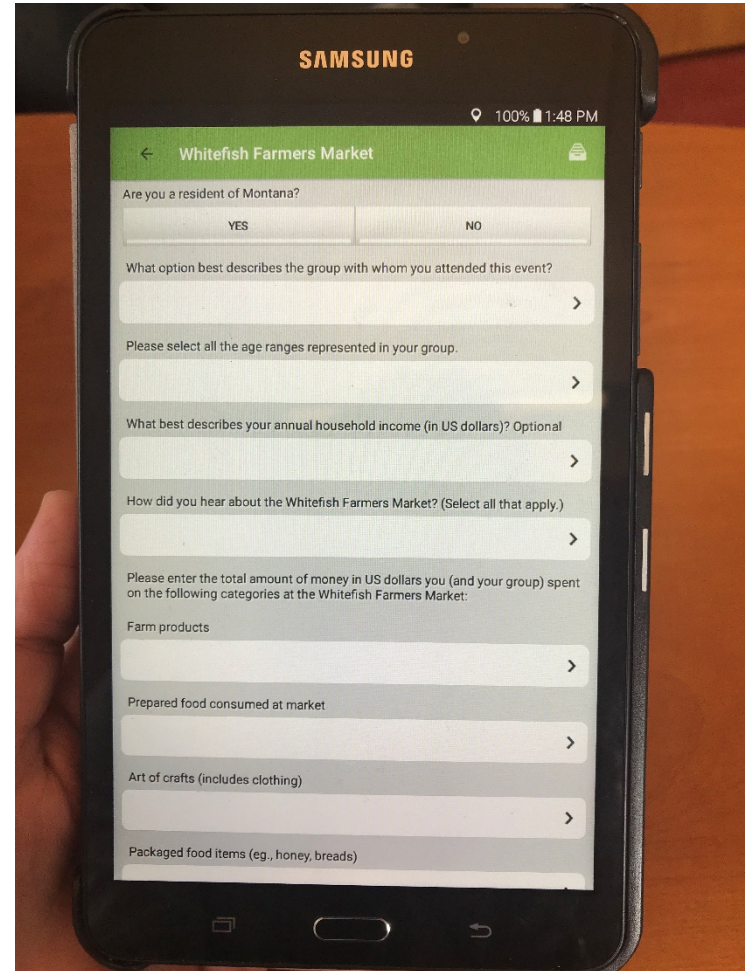 SAMSUNG
100% 1:48 PM
Whitefish Farmers Market
Are you a resident of Montana?
YES NO
What option best describes the group with whom you attended this event?
Please select all the age ranges represented in your group.
What best describes your annual household income (in US dollars)? Optional
How did you hear about the Whitefish Farmers Market? (Select all that apply.)
Please enter the total amount of money in US dollars you (and your group) spent
on the following categories at the Whitefish Farmers Market:
Farm products
Prepared food consumed at market
Art of crafts (includes clothing)
Packaged food items (eg., honey, breads)